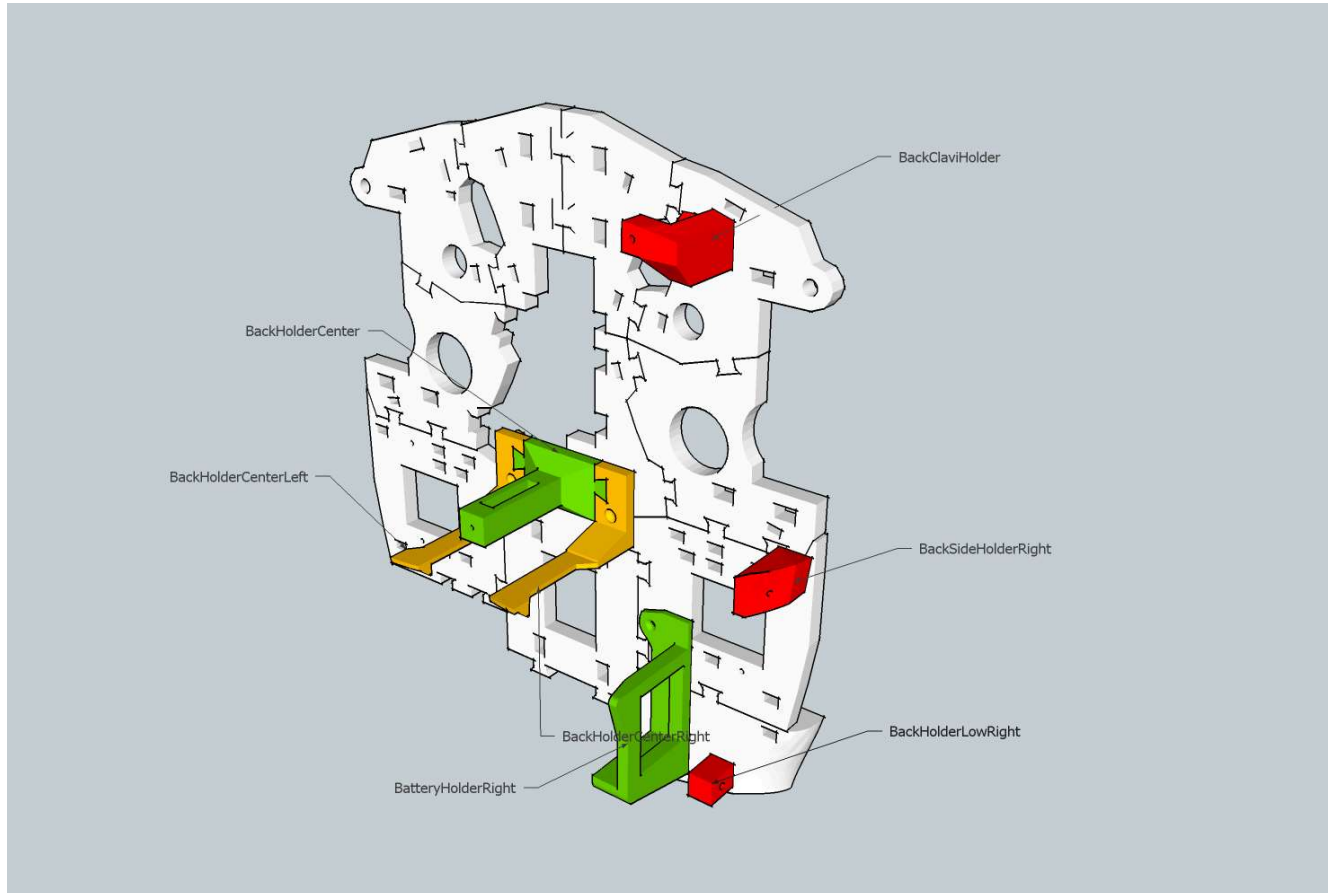 BackClaviHolder
BackHolderCenter
BackHolderCenterLeft
BackSideHolderRight
BackHolderLowRight
BackHolderCenterRight
BatteryHolderRight